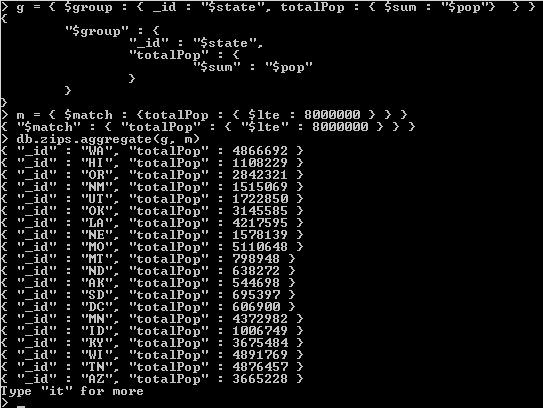 > g = { $group : { _id : "$state", totalPop : { $sum : "$pop"}  } }
{
"$group" : {
"_id" : "$state",
"totalPop" : {
"$sum" : "$pop"
}
}
}
> m = { $match : {totalPop : { $lte : 8000000 } } }
{ "$match" : { "totalPop" : { "$lte" : 8000000 } } }
> db.zips.aggregate(g, m)
{ "_id" : "WA", "totalPop" : 4866692 }
{ "_id" : "HI", "totalPop" : 1108229 }
{ "_id" : "OR", "totalPop" : 2842321 }
{ "_id" : "NM", "totalPop" : 1515069 }
{ "_id" : "UT", "totalPop" : 1722850 }
{ "_id" : "OK", "totalPop" : 3145585 }
{ "_id" : "LA", "totalPop" : 4217595 }
{ "_id" : "NE", "totalPop" : 1578139 }
{ "_id" : "MO", "totalPop" : 5110648 }
{ "_id" : "MT", "totalPop" : 798948 }
{ "_id" : "ND", "totalPop" : 638272 }
{ "_id" : "AK", "totalPop" : 544698 }
{ "_id" : "SD", "totalPop" : 695397 }
{ "_id" : "DC", "totalPop" : 606900 }
{ "_id" : "MN", "totalPop" : 4372982 }
{ "_id" : "ID", "totalPop" : 1006749 }
{ "_id" : "KY", "totalPop" : 3675484 }
{ "_id" : "WI", "totalPop" : 4891769 }
{ "_id" : "TN", "totalPop" : 4876457 }
{ "_id" : "AZ", "totalPop" : 3665228 }
Type "it" for more
> _